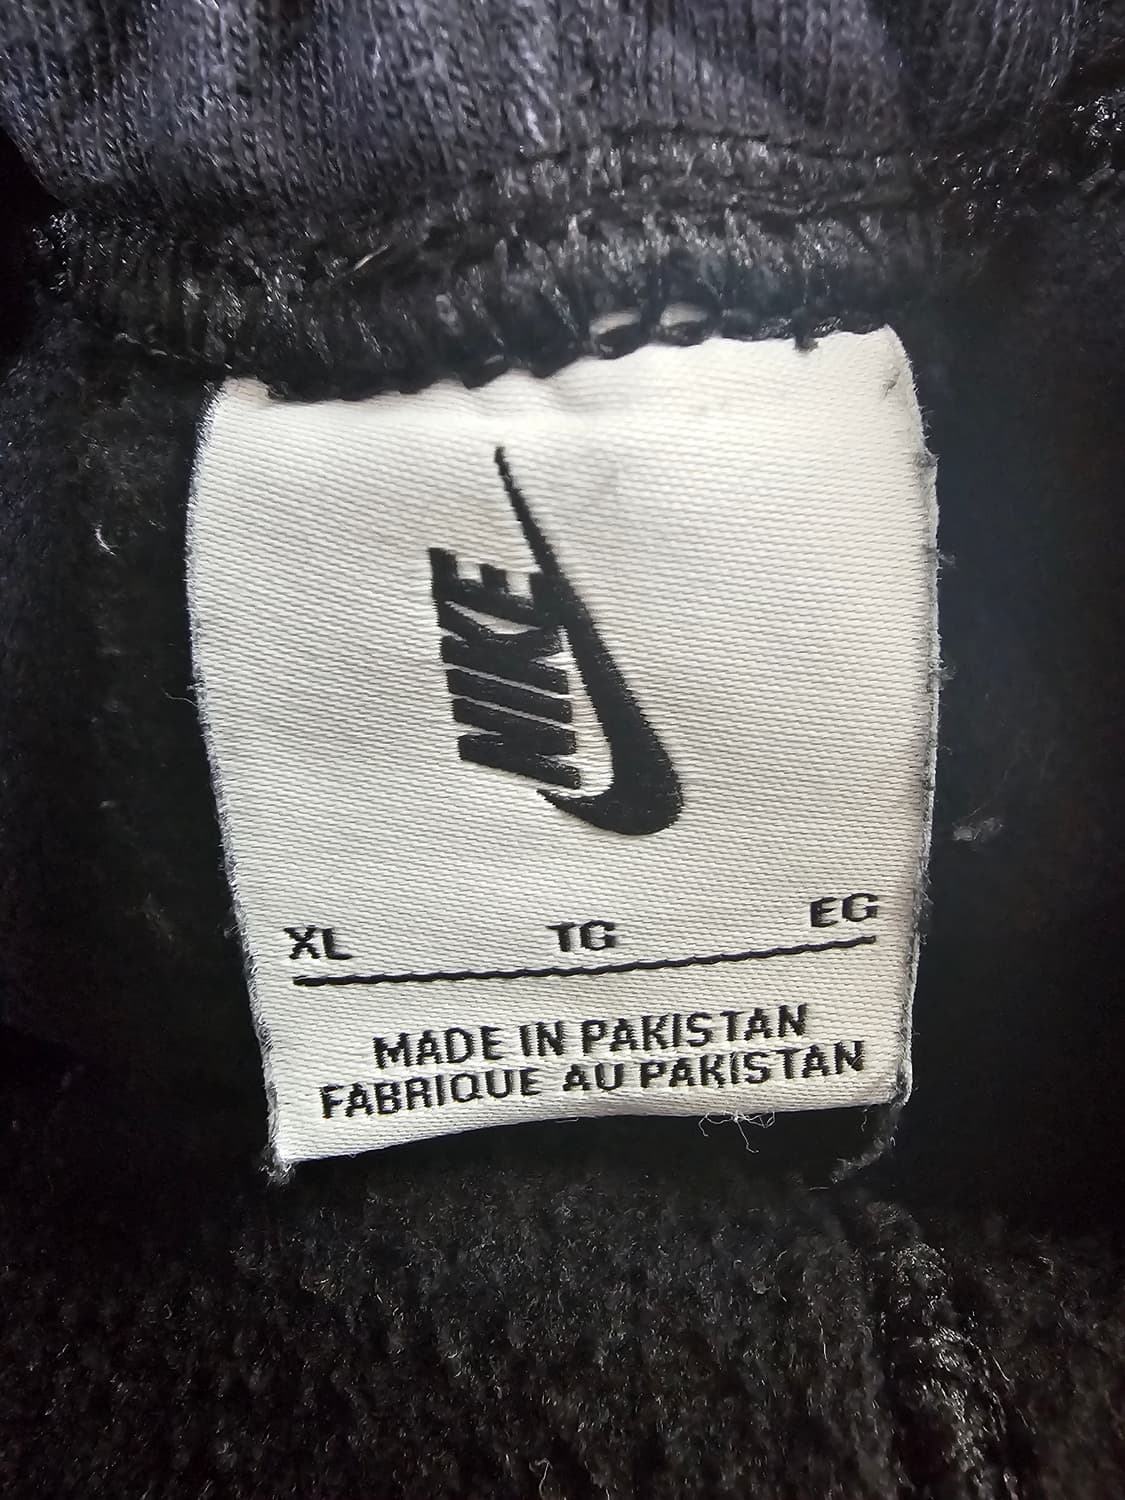 NIKE
XL TG EG
MADE IN PAKISTAN
FABRIQUE AU PAKISTAN